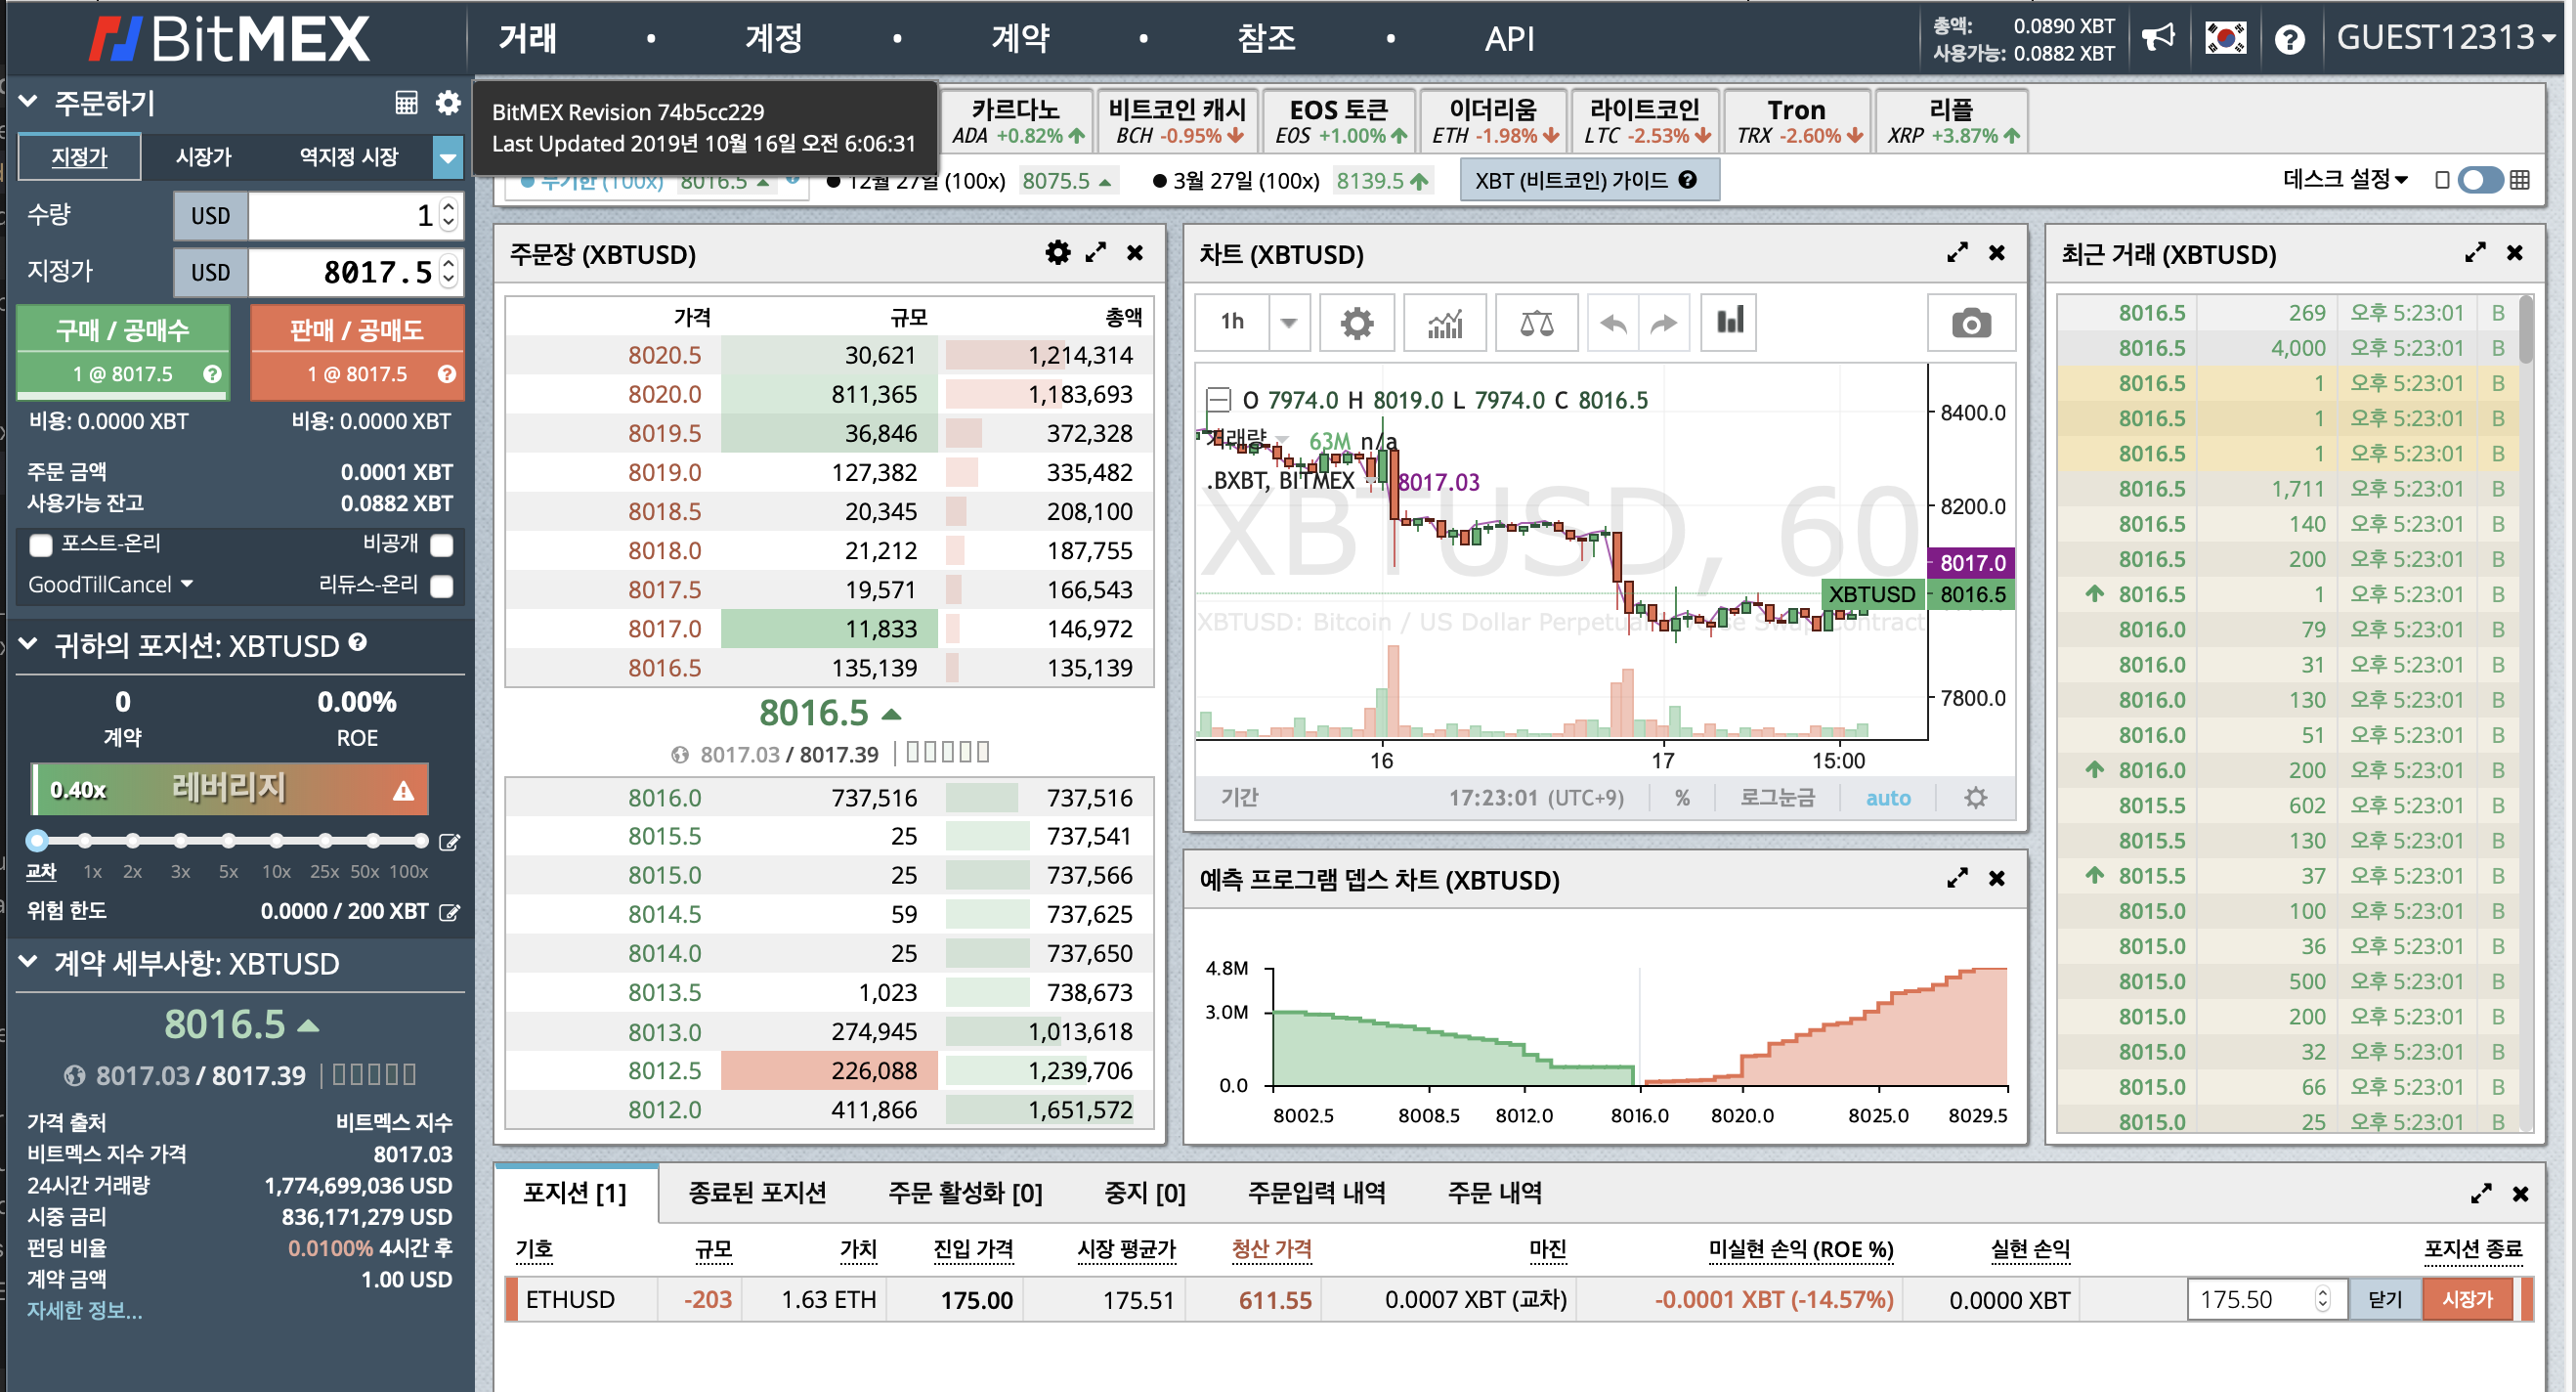 BitMEX
거래 • 계정 • 계약 • 참조 • API
총액: 0.0890 XBT
사용가능: 0.0882 XBT
GUEST12313
주문하기
지정가 시장가 역지정 시장
수량 USD 1
지정가 USD 8017.5
구매 / 공매수 판매 / 공매도
1 @ 8017.5 1 @ 8017.5
비용: 0.0000 XBT 비용: 0.0000 XBT
주문 금액 0.0001 XBT
사용가능 잔고 0.0882 XBT
포스트-온리 비공개
GoodTillCancel 리듀스-온리
귀하의 포지션: XBTUSD
0 0.00%
계약 ROE
0.40x 레버리지
교차 1x 2x 3x 5x 10x 25x 50x 100x
위험 한도 0.0000 / 200 XBT
계약 세부사항: XBTUSD
8016.5
8017.03 / 8017.39
가격 출처 비트멕스 지수
비트멕스 지수 가격 8017.03
24시간 거래량 1,774,699,036 USD
시중 금리 836,171,279 USD
펀딩 비율 0.0100% 4시간 후
계약 금액 1.00 USD
자세한 정보...
BitMEX Revision 74b5cc229
Last Updated 2019년 10월 16일 오전 6:06:31
카르다노 비트코인 캐시 EOS 토큰 이더리움 라이트코인 Tron 리플
ADA +0.82% BCH -0.95% EOS +1.00% ETH -1.98% LTC -2.53% TRX -2.60% XRP +3.87%
무기한 (100x) 8016.5 12월 27일 (100x) 8075.5 3월 27일 (100x) 8139.5 XBT (비트코인) 가이드 데스크 설정
주문장 (XBTUSD)
가격 규모 총액
8020.5 30,621 1,214,314
8020.0 811,365 1,183,693
8019.5 36,846 372,328
8019.0 127,382 335,482
8018.5 20,345 208,100
8018.0 21,212 187,755
8017.5 19,571 166,543
8017.0 11,833 146,972
8016.5 135,139 135,139
8016.5
8017.03 / 8017.39
8016.0 737,516 737,516
8015.5 25 737,541
8015.0 25 737,566
8014.5 59 737,625
8014.0 25 737,650
8013.5 1,023 738,673
8013.0 274,945 1,013,618
8012.5 226,088 1,239,706
8012.0 411,866 1,651,572
차트 (XBTUSD)
1h
O 7974.0 H 8019.0 L 7974.0 C 8016.5
거래량 63M n/a
.BXBT, BITMEX 8017.03
XBTUSD, 60
XBTUSD: Bitcoin / US Dollar Perpetual Swap Contract
8400.0
8200.0
8017.0
XBTUSD 8016.5
7800.0
16 17 15:00
기간 17:23:01 (UTC+9) % 로그눈금 auto
예측 프로그램 뎁스 차트 (XBTUSD)
4.8M
3.0M
0.0
8002.5 8008.5 8012.0 8016.0 8020.0 8025.0 8029.5
최근 거래 (XBTUSD)
8016.5 269 오후 5:23:01 B
8016.5 4,000 오후 5:23:01 B
8016.5 1 오후 5:23:01 B
8016.5 1 오후 5:23:01 B
8016.5 1 오후 5:23:01 B
8016.5 1,711 오후 5:23:01 B
8016.5 140 오후 5:23:01 B
8016.5 200 오후 5:23:01 B
8016.5 1 오후 5:23:01 B
8016.0 79 오후 5:23:01 B
8016.0 31 오후 5:23:01 B
8016.0 130 오후 5:23:01 B
8016.0 51 오후 5:23:01 B
8016.0 200 오후 5:23:01 B
8015.5 602 오후 5:23:01 B
8015.5 130 오후 5:23:01 B
8015.5 37 오후 5:23:01 B
8015.0 100 오후 5:23:01 B
8015.0 36 오후 5:23:01 B
8015.0 500 오후 5:23:01 B
8015.0 200 오후 5:23:01 B
8015.0 32 오후 5:23:01 B
8015.0 66 오후 5:23:01 B
8015.0 25 오후 5:23:01 B
포지션 [1] 종료된 포지션 주문 활성화 [0] 중지 [0] 주문입력 내역 주문 내역
기호 규모 가치 진입 가격 시장 평균가 청산 가격 마진 미실현 손익 (ROE %) 실현 손익 포지션 종료
ETHUSD -203 1.63 ETH 175.00 175.51 611.55 0.0007 XBT (교차) -0.0001 XBT (-14.57%) 0.0000 XBT 175.50 닫기 시장가